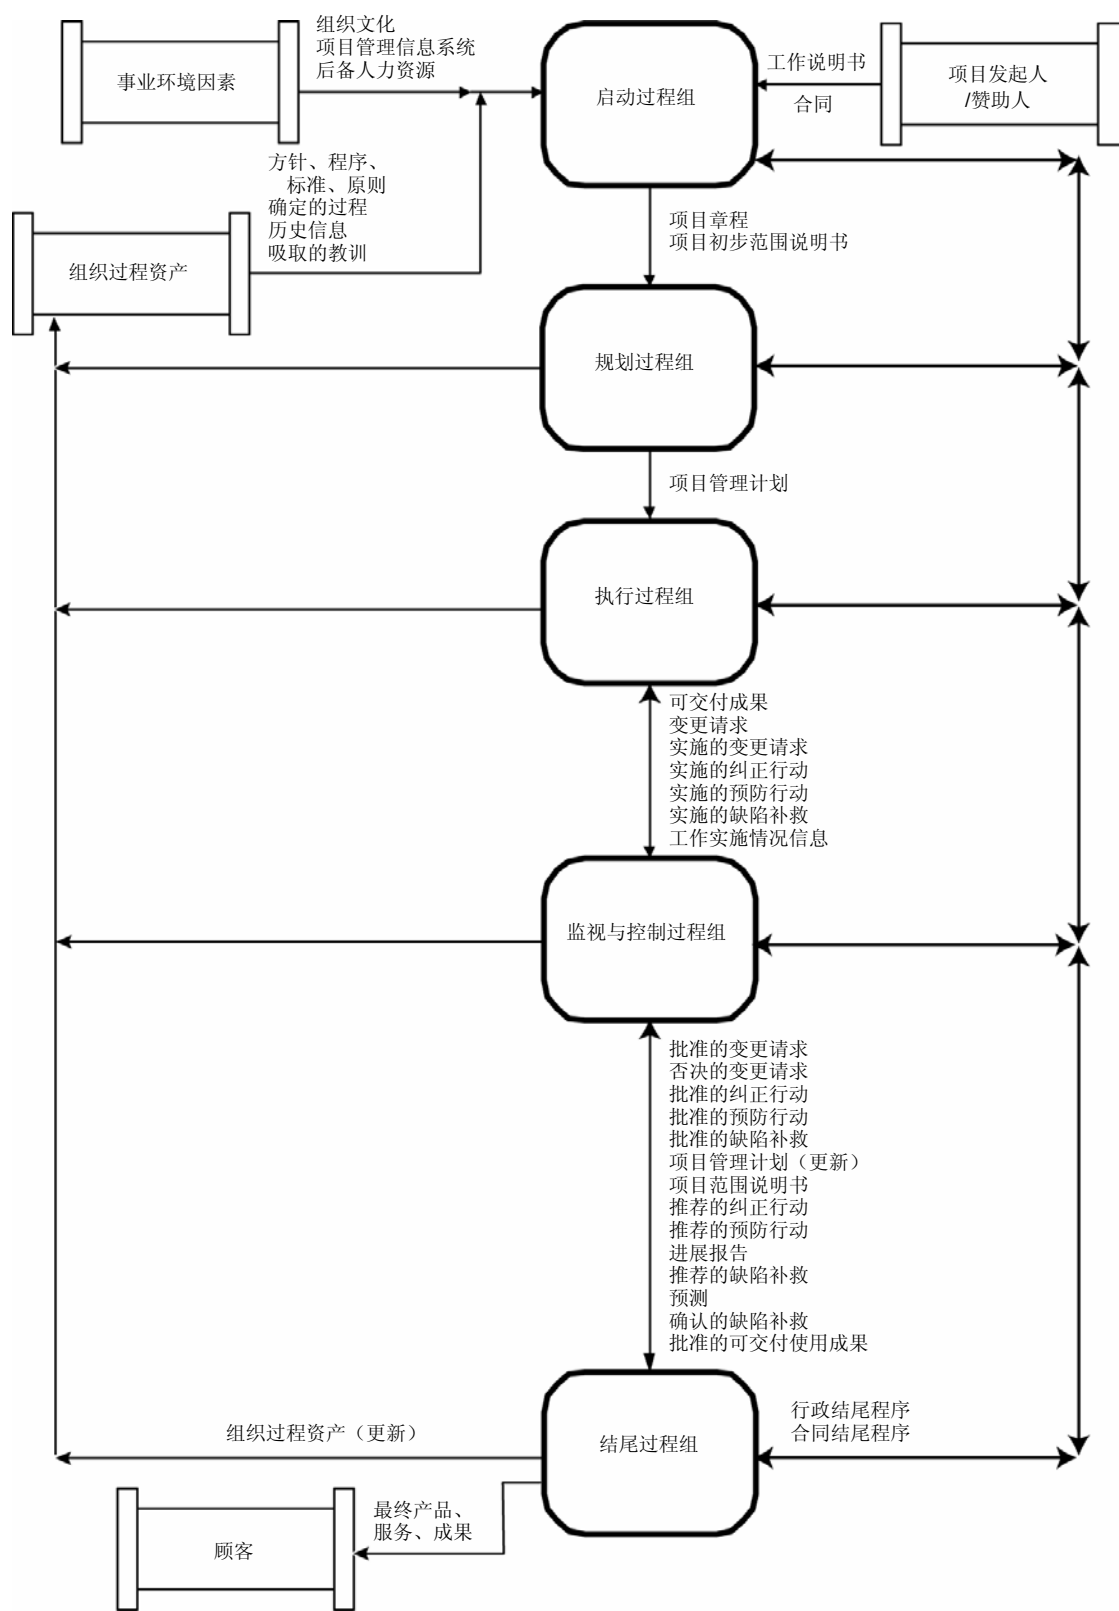 组织文化
项目管理信息系统
后备人力资源
事业环境因素
启动过程组
工作说明书
合同
项目发起人
/赞助人
方针、程序、
标准、原则
确定的过程
历史信息
吸取的教训
组织过程资产
项目章程
项目初步范围说明书
规划过程组
项目管理计划
执行过程组
可交付成果
变更请求
实施的变更请求
实施的纠正行动
实施的预防行动
实施的缺陷补救
工作实施情况信息
监视与控制过程组
批准的变更请求
否决的变更请求
批准的纠正行动
批准的预防行动
批准的缺陷补救
项目管理计划（更新）
项目范围说明书
推荐的纠正行动
推荐的预防行动
进展报告
推荐的缺陷补救
预测
确认的缺陷补救
批准的可交付使用成果
组织过程资产（更新）
结尾过程组
行政结尾程序
合同结尾程序
最终产品、
服务、成果
顾客